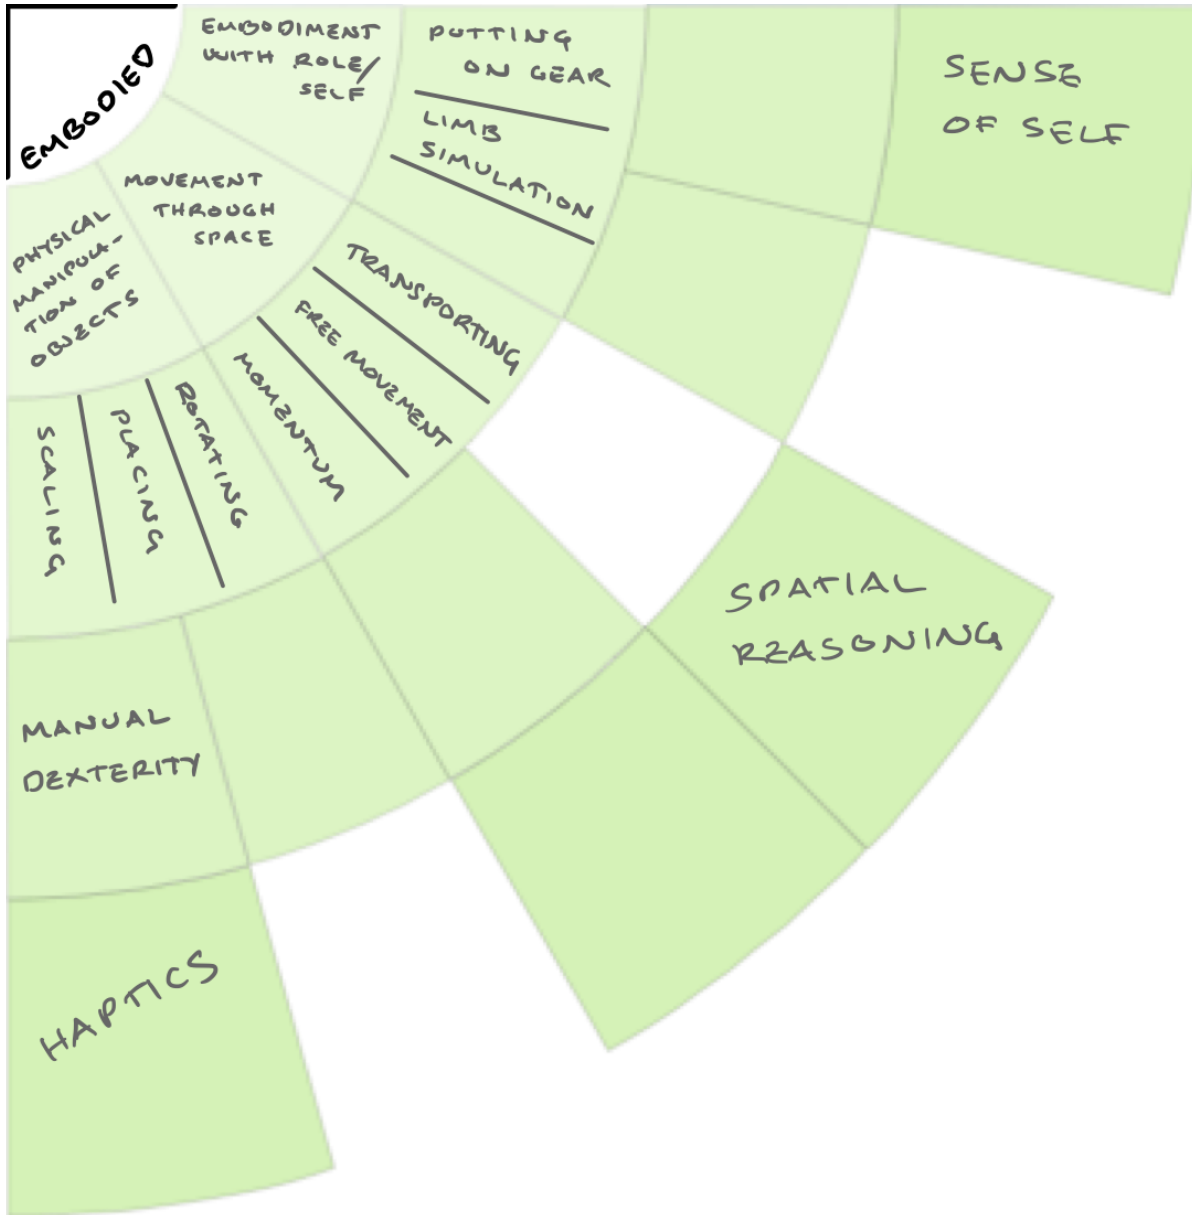 EMBODIED
EMBODIMENT
WITH ROLE/
SELF
PUTTING
ON GEAR
LIMB
SIMULATION
SENSE
OF SELF
MOVEMENT
THROUGH
SPACE
TRANSPORTING
FREE MOVEMENT
MOMENTUM
PHYSICAL
MANIPULA-
TION OF
OBJECTS
ROTATING
PLACING
SCALING
SPATIAL
REASONING
MANUAL
DEXTERITY
HAPTICS